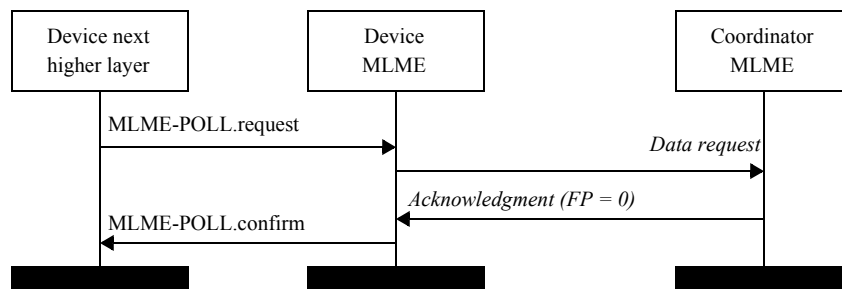 Device next
higher layer
Device
MLME
Coordinator
MLME
MLME-POLL.request
Data request
Acknowledgment (FP = 0)
MLME-POLL.confirm